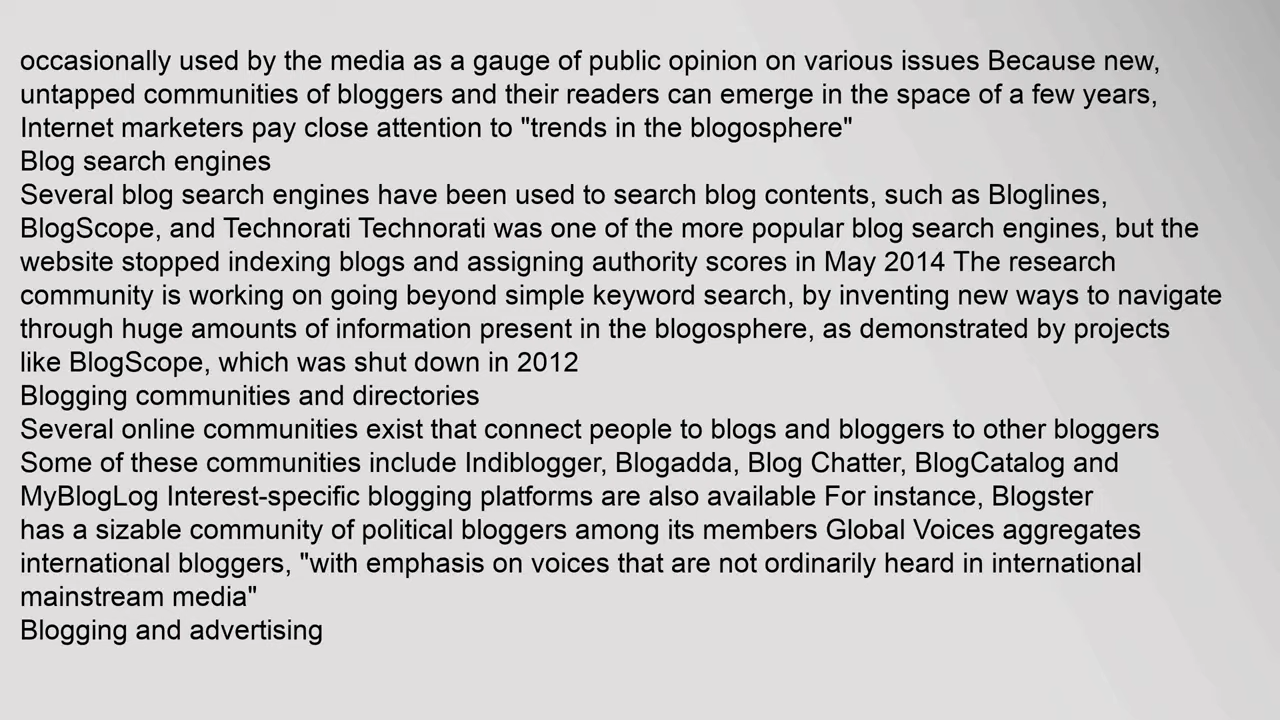 occasionally used by the media as a gauge of public opinion on various issues Because new,
untapped communities of bloggers and their readers can emerge in the space of a few years,
Internet marketers pay close attention to "trends in the blogosphere"
Blog search engines
Several blog search engines have been used to search blog contents, such as Bloglines,
BlogScope, and Technorati Technorati was one of the more popular blog search engines, but the
website stopped indexing blogs and assigning authority scores in May 2014 The research
community is working on going beyond simple keyword search, by inventing new ways to navigate
through huge amounts of information present in the blogosphere, as demonstrated by projects
like BlogScope, which was shut down in 2012
Blogging communities and directories
Several online communities exist that connect people to blogs and bloggers to other bloggers
Some of these communities include Indiblogger, Blogadda, Blog Chatter, BlogCatalog and
MyBlogLog Interest-specific blogging platforms are also available For instance, Blogster
has a sizable community of political bloggers among its members Global Voices aggregates
international bloggers, "with emphasis on voices that are not ordinarily heard in international
mainstream media"
Blogging and advertising